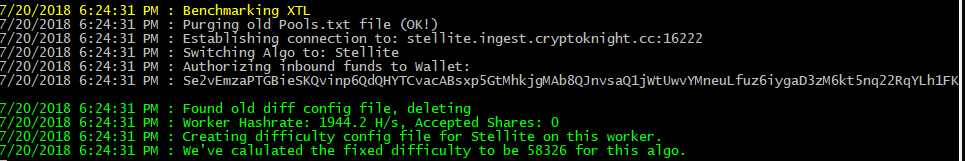 7/20/2018 6:24:31 PM : Benchmarking XTL
7/20/2018 6:24:31 PM : Purging old Pools.txt file (OK!)
7/20/2018 6:24:31 PM : Establishing connection to: stellite.ingest.cryptoknight.cc:16222
7/20/2018 6:24:31 PM : Switching Algo to: Stellite
7/20/2018 6:24:31 PM : Authorizing inbound funds to Wallet:
7/20/2018 6:24:31 PM : Se2vEmzaPTGBieSKQvinp6QdQHYTCvacABsxp5GtMhkjgMAb8QJnvsaQ1jWtUwvYMneuLfuz6iygaD3zM6kt5nq22RqYLh1FK
7/20/2018 6:24:31 PM : Found old diff config file, deleting
7/20/2018 6:24:31 PM : Worker Hashrate: 1944.2 H/s, Accepted Shares: 0
7/20/2018 6:24:31 PM : Creating difficulty config file for Stellite on this worker.
7/20/2018 6:24:31 PM : We've calulated the fixed difficulty to be 58326 for this algo.